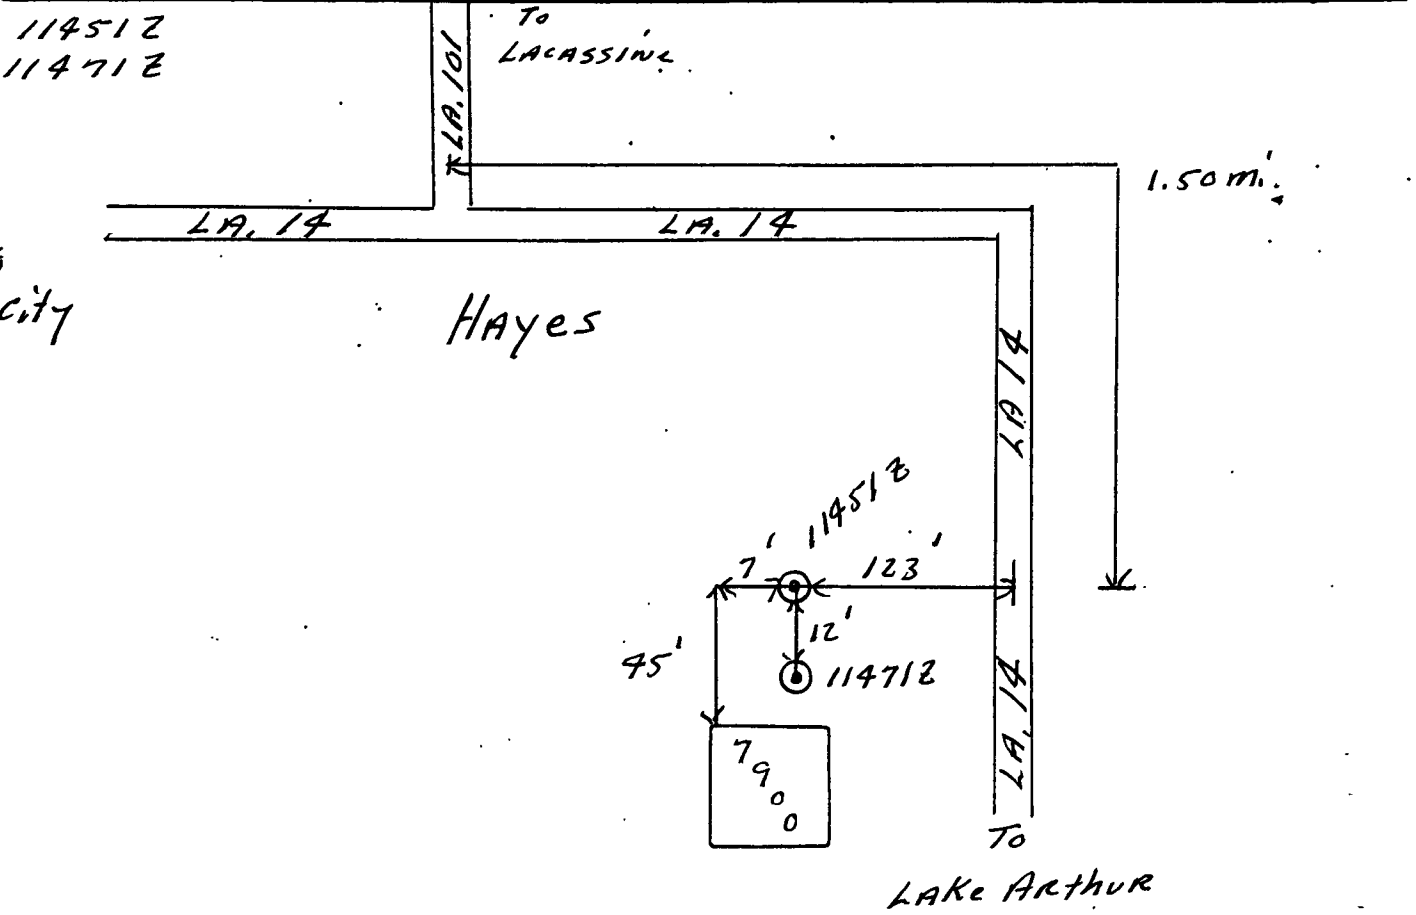 11451Z
11471Z
To
LACASSINE
LA. 101
1.50 mi.
LA. 14
LA. 14
city
HAyes
LA 14
11451Z
7'
123'
12'
45'
11471Z
LA. 14
7900
To
LAKe ARthuR